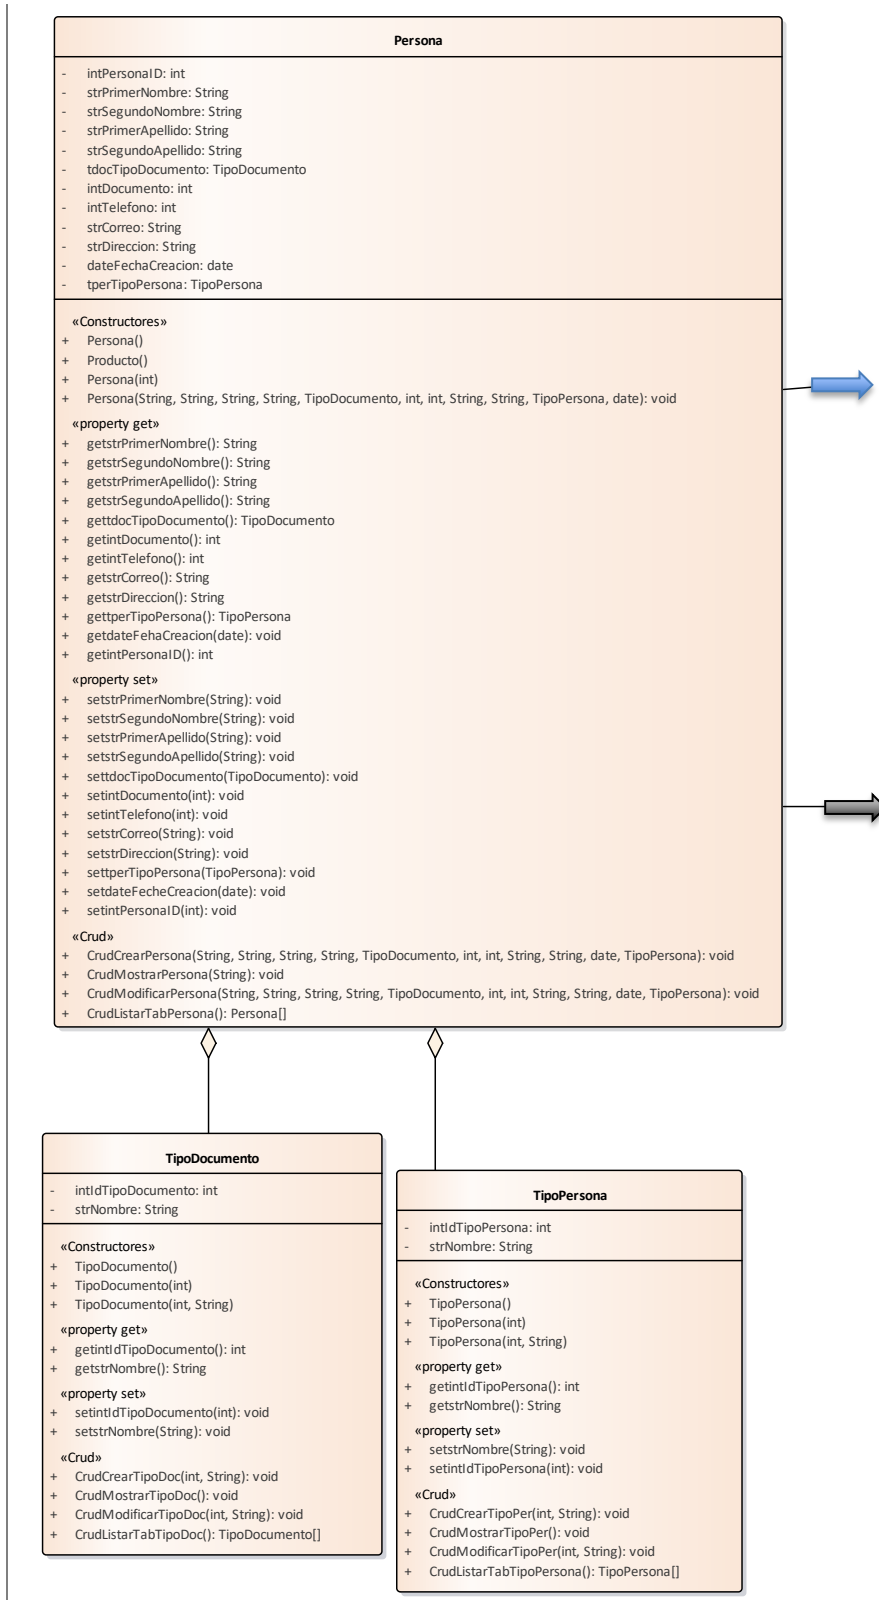 Persona
- intPersonaID: int
- strPrimerNombre: String
- strSegundoNombre: String
- strPrimerApellido: String
- strSegundoApellido: String
- tdocTipoDocumento: TipoDocumento
- intDocumento: int
- intTelefono: int
- strCorreo: String
- strDireccion: String
- dateFechaCreacion: date
- tperTipoPersona: TipoPersona
«Constructores»
+ Persona()
+ Producto()
+ Persona(int)
+ Persona(String, String, String, String, TipoDocumento, int, int, String, String, TipoPersona, date): void
«property get»
+ getstrPrimerNombre(): String
+ getstrSegundoNombre(): String
+ getstrPrimerApellido(): String
+ getstrSegundoApellido(): String
+ gettdocTipoDocumento(): TipoDocumento
+ getintDocumento(): int
+ getintTelefono(): int
+ getstrCorreo(): String
+ getstrDireccion(): String
+ gettperTipoPersona(): TipoPersona
+ getdateFehaCreacion(date): void
+ getintPersonaID(): int
«property set»
+ setstrPrimerNombre(String): void
+ setstrSegundoNombre(String): void
+ setstrPrimerApellido(String): void
+ setstrSegundoApellido(String): void
+ settdocTipoDocumento(TipoDocumento): void
+ setintDocumento(int): void
+ setintTelefono(int): void
+ setstrCorreo(String): void
+ setstrDireccion(String): void
+ settperTipoPersona(TipoPersona): void
+ setdateFecheCreacion(date): void
+ setintPersonaID(int): void
«Crud»
+ CrudCrearPersona(String, String, String, String, TipoDocumento, int, int, String, String, date, TipoPersona): void
+ CrudMostrarPersona(String): void
+ CrudModificarPersona(String, String, String, String, TipoDocumento, int, int, String, String, date, TipoPersona): void
+ CrudListarTabPersona(): Persona[]
TipoDocumento
- intIdTipoDocumento: int
- strNombre: String
«Constructores»
+ TipoDocumento()
+ TipoDocumento(int)
+ TipoDocumento(int, String)
«property get»
+ getintIdTipoDocumento(): int
+ getstrNombre(): String
«property set»
+ setintIdTipoDocumento(int): void
+ setstrNombre(String): void
«Crud»
+ CrudCrearTipoDoc(int, String): void
+ CrudMostrarTipoDoc(): void
+ CrudModificarTipoDoc(int, String): void
+ CrudListarTabTipoDoc(): TipoDocumento[]
TipoPersona
- intIdTipoPersona: int
- strNombre: String
«Constructores»
+ TipoPersona()
+ TipoPersona(int)
+ TipoPersona(int, String)
«property get»
+ getintIdTipoPersona(): int
+ getstrNombre(): String
«property set»
+ setstrNombre(String): void
+ setintIdTipoPersona(int): void
«Crud»
+ CrudCrearTipoPer(int, String): void
+ CrudMostrarTipoPer(): void
+ CrudModificarTipoPer(int, String): void
+ CrudListarTabTipoPersona(): TipoPersona[]